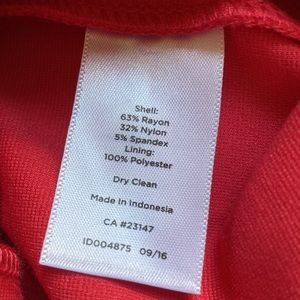 Shell:
63% Rayon
32% Nylon
5% Spandex
Lining:
100% Polyester
Dry Clean
Made In Indonesia
CA #23147
ID004875 09/16